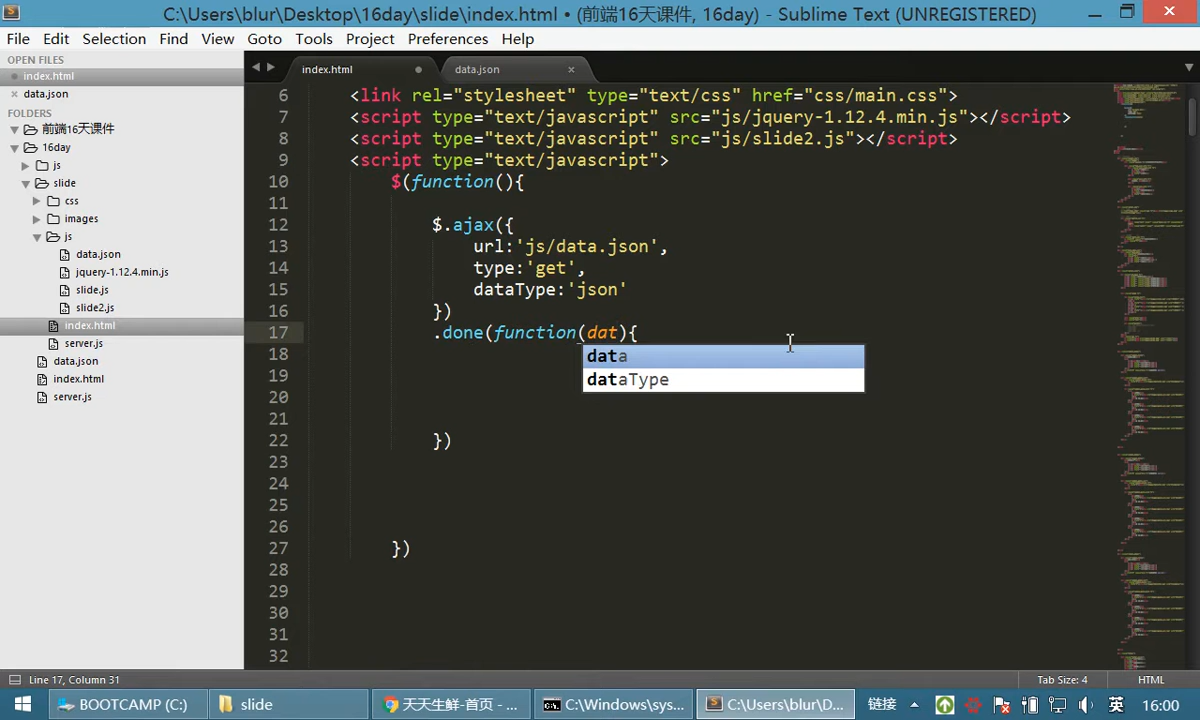 C:\Users\blur\Desktop\16day\slide\index.html • (前端16天课件, 16day) - Sublime Text (UNREGISTERED)
File Edit Selection Find View Goto Tools Project Preferences Help
OPEN FILES
index.html
data.json
FOLDERS
前端16天课件
16day
js
slide
css
images
js
data.json
jquery-1.12.4.min.js
slide.js
slide2.js
index.html
server.js
data.json
index.html
server.js
index.html data.json
6 <link rel="stylesheet" type="text/css" href="css/main.css">
7 <script type="text/javascript" src="js/jquery-1.12.4.min.js"></script>
8 <script type="text/javascript" src="js/slide2.js"></script>
9 <script type="text/javascript">
10 $(function(){
11
12 $.ajax({
13 url:'js/data.json',
14 type:'get',
15 dataType:'json'
16 })
17 .done(function(dat){
data
dataType
18
19
20
21
22 })
23
24
25
26
27 })
28
29
30
31
32
Line 17, Column 31 Tab Size: 4 HTML
BOOTCAMP (C:) slide 天天生鲜-首页 - ... C:\Windows\sys... C:\Users\blur\D... 链接 英 16:00